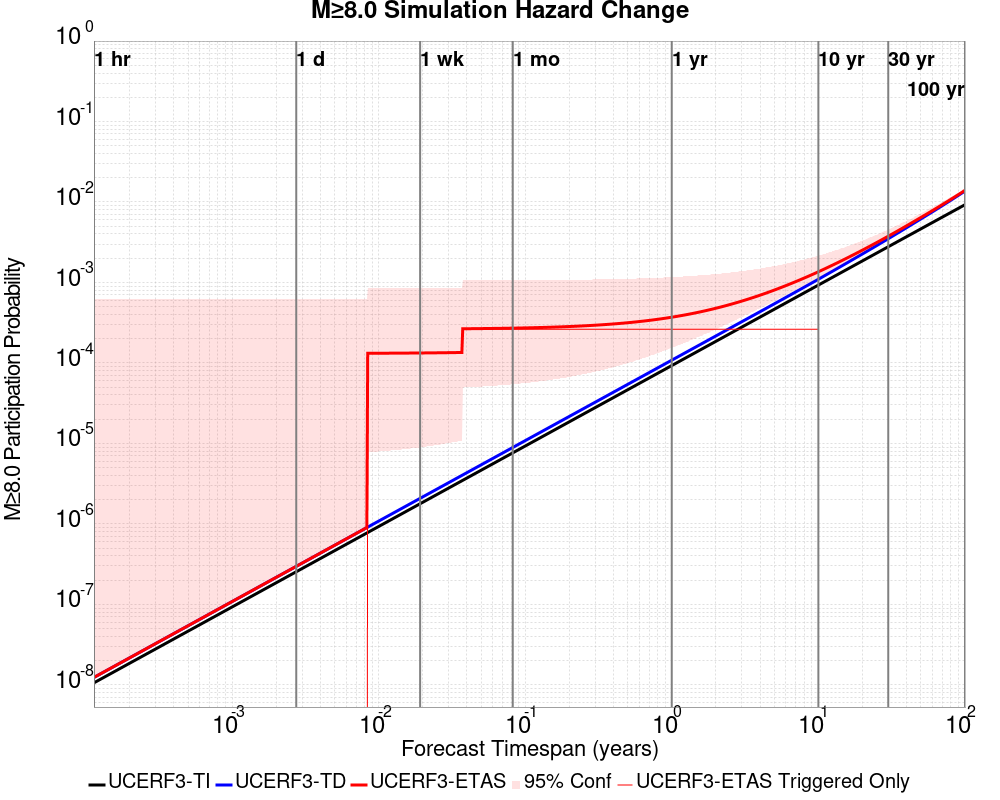 M≥8.0 Simulation Hazard Change
10^0
10^-1
10^-2
10^-3
10^-4
10^-5
10^-6
10^-7
10^-8
M≥8.0 Participation Probability
1 hr 1 d 1 wk 1 mo 1 yr 10 yr 30 yr
100 yr
10^-3 10^-2 10^-1 10^0 10^1 10^2
Forecast Timespan (years)
UCERF3-TI UCERF3-TD UCERF3-ETAS 95% Conf UCERF3-ETAS Triggered Only